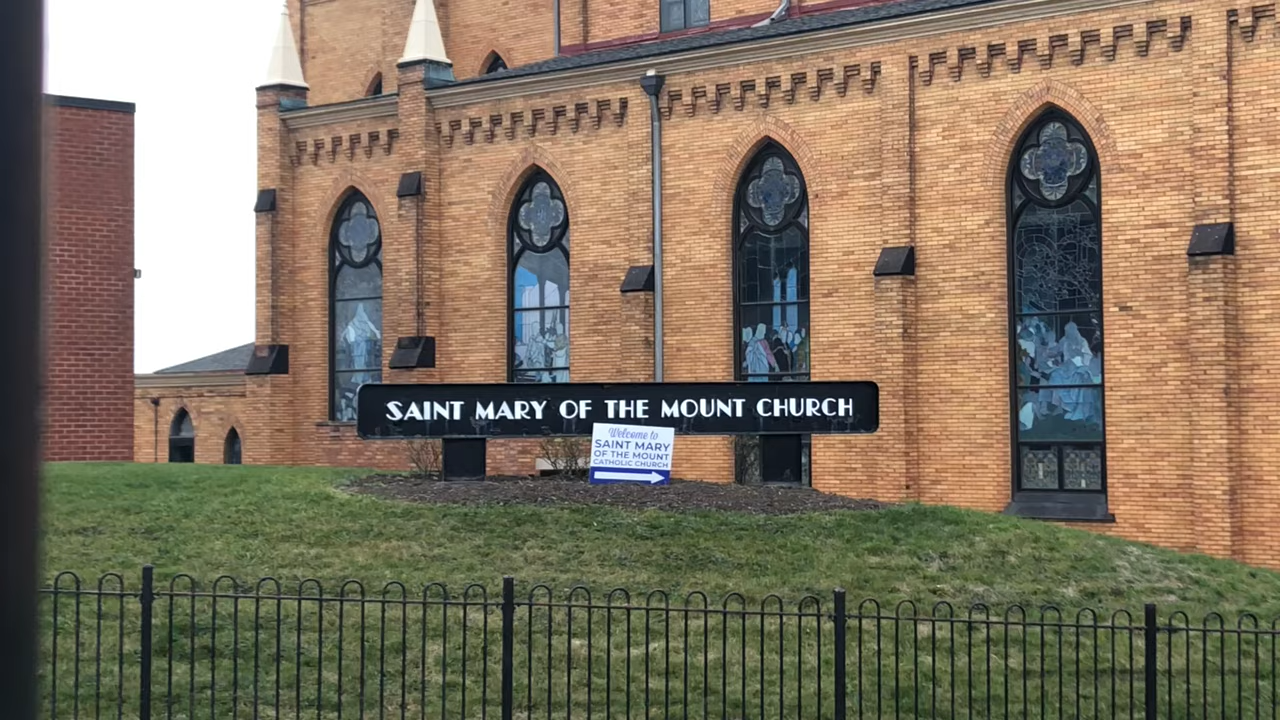 SAINT MARY OF THE MOUNT CHURCH
Welcome to
SAINT MARY
OF THE MOUNT
CATHOLIC CHURCH